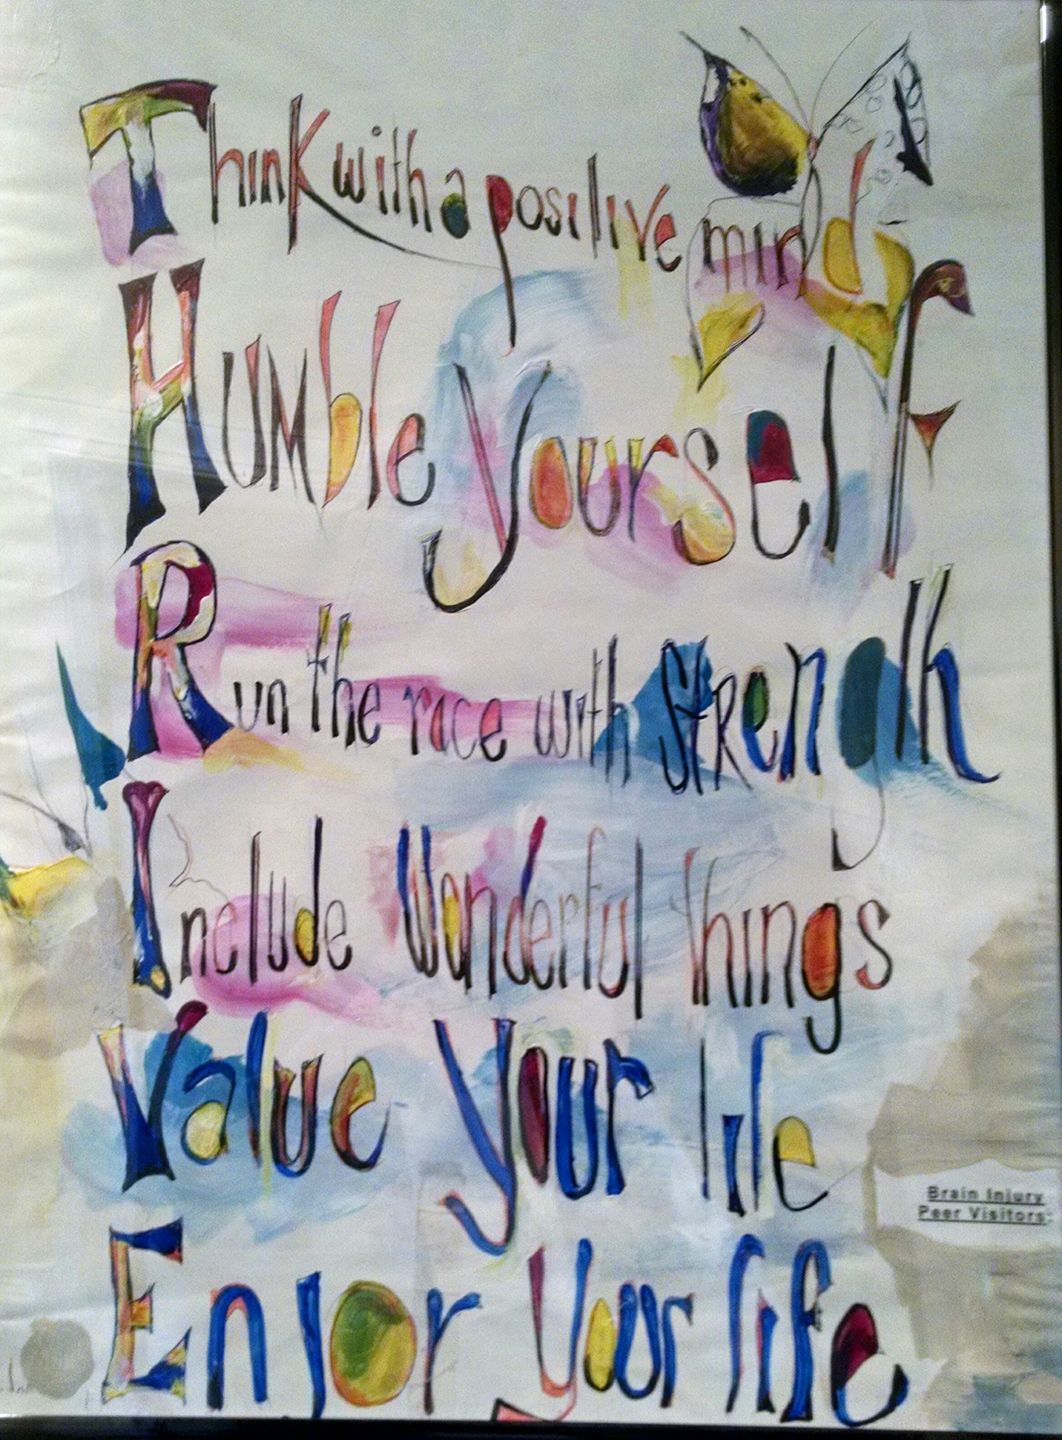 Think with a positive mind
Humble yourself
Run the race with Strength
Include Wonderful things
Value your life
Brain Injury
Peer Visitors:
Enjoy your life